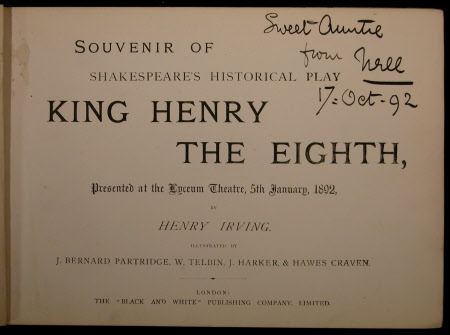 Sweet Auntie
from Nell
17-Oct-92
SOUVENIR OF
SHAKESPEARE'S HISTORICAL PLAY
KING HENRY
THE EIGHTH,
Presented at the Lyceum Theatre, 5th January, 1892,
BY
HENRY IRVING.
ILLUSTRATED BY
J. BERNARD PARTRIDGE, W. TELBIN, J. HARKER, & HAWES CRAVEN.
LONDON:
THE "BLACK AND WHITE" PUBLISHING COMPANY, LIMITED.